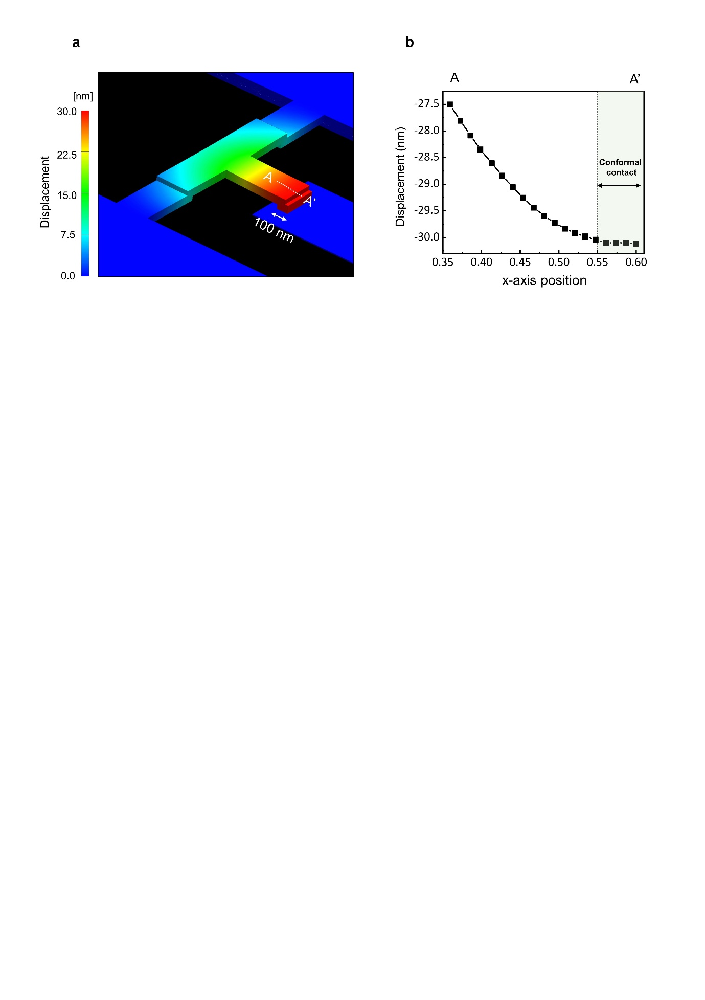 a
[nm]
30.0
22.5
15.0
7.5
0.0
Displacement
A
A’
100 nm
b
A
A’
-27.5
-28.0
-28.5
-29.0
-29.5
-30.0
Displacement (nm)
Conformal
contact
0.35 0.40 0.45 0.50 0.55 0.60
x-axis position